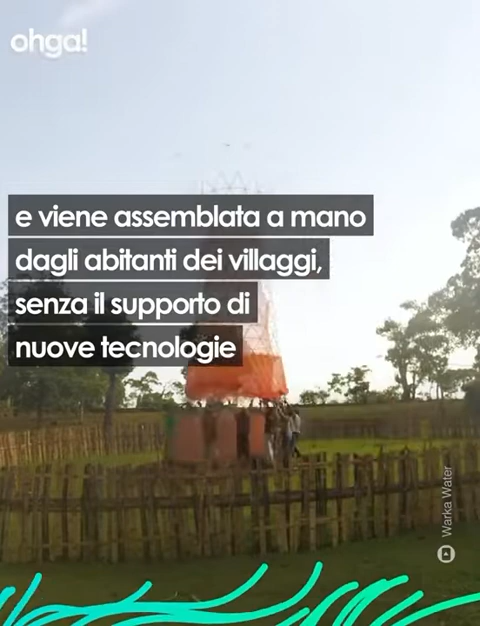 ohga!
e viene assemblata a mano
dagli abitanti dei villaggi,
senza il supporto di
nuove tecnologie
Warka Water